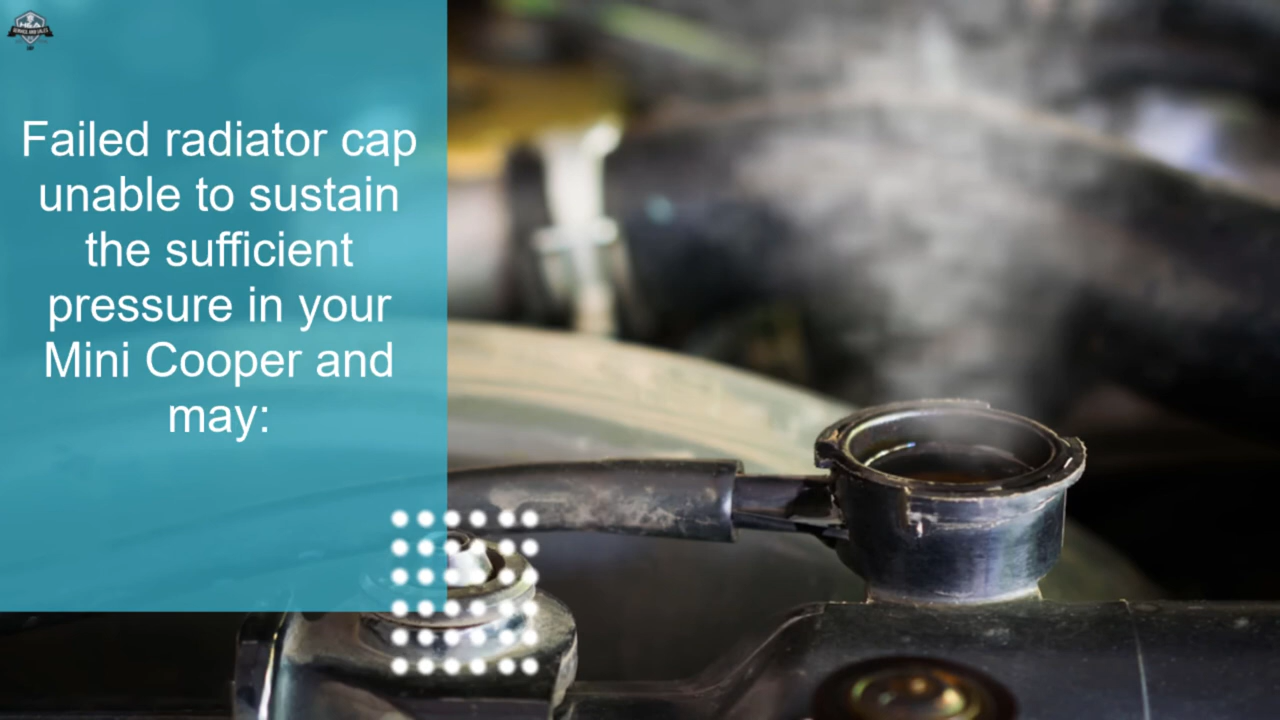 Failed radiator cap
unable to sustain
the sufficient
pressure in your
Mini Cooper and
may: